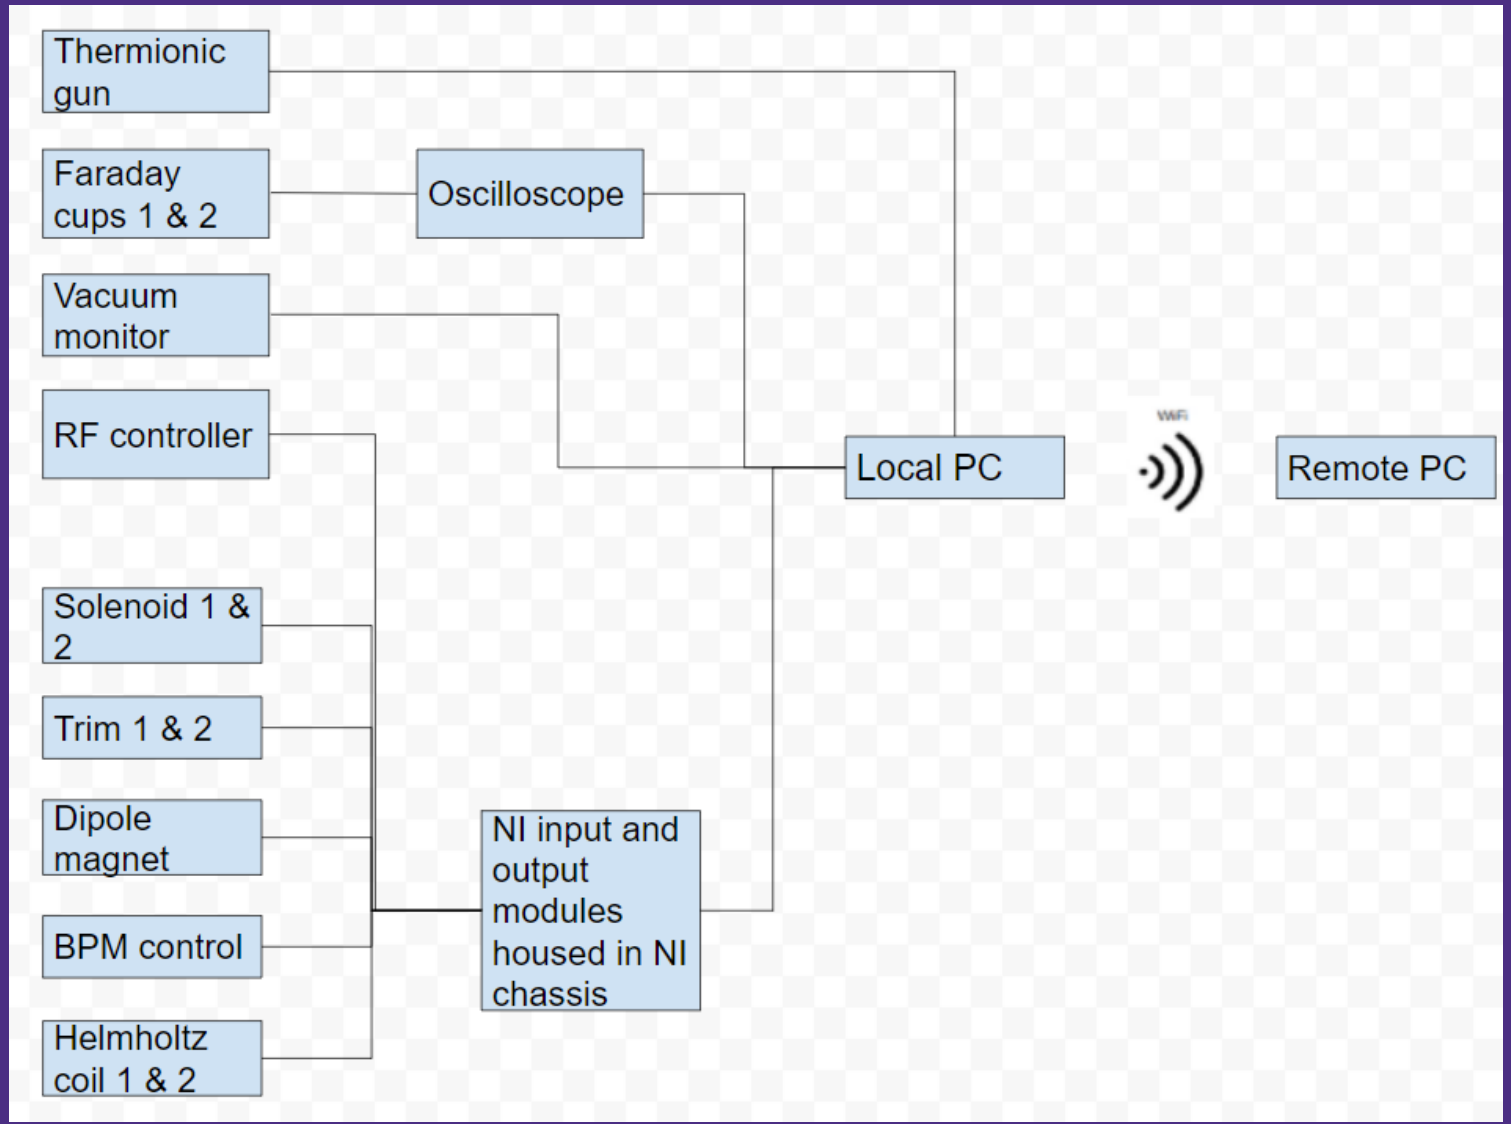 Thermionic
gun
Faraday
cups 1 & 2
Oscilloscope
Vacuum
monitor
RF controller
WiFi
Local PC
Remote PC
Solenoid 1 &
2
Trim 1 & 2
Dipole
magnet
NI input and
output
modules
housed in NI
chassis
BPM control
Helmholtz
coil 1 & 2